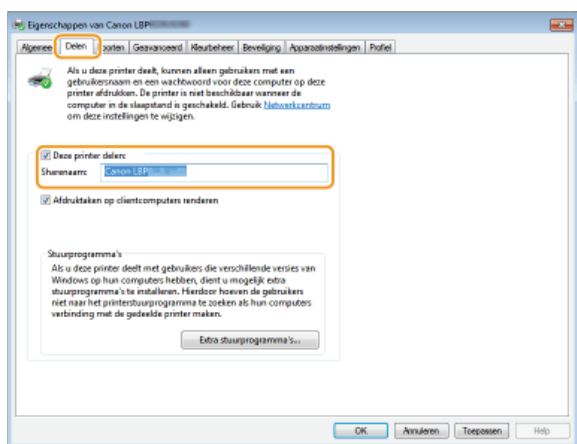 Eigenschappen van Canon LBP
Algemeen Delen Poorten Geavanceerd Kleurbeheer Beveiliging Apparaatinstellingen Profiel
Als u deze printer deelt, kunnen alleen gebruikers met een
gebruikersnaam en een wachtwoord voor deze computer op deze
printer afdrukken. De printer is niet beschikbaar wanneer de
computer in de slaapstand is geschakeld. Gebruik Netwerkcentrum
om deze instellingen te wijzigen.
Deze printer delen:
Sharenaam: Canon LBP
Afdruktaken op clientcomputers renderen
Stuurprogramma's
Als u deze printer deelt met gebruikers die verschillende versies van
Windows op hun computers hebben, dient u mogelijk extra
stuurprogramma's te installeren. Hierdoor hoeven de gebruikers
niet naar het printerstuurprogramma te zoeken als hun computers
verbinding met de gedeelde printer maken.
Extra stuurprogramma's...
OK Annuleren Toepassen Help